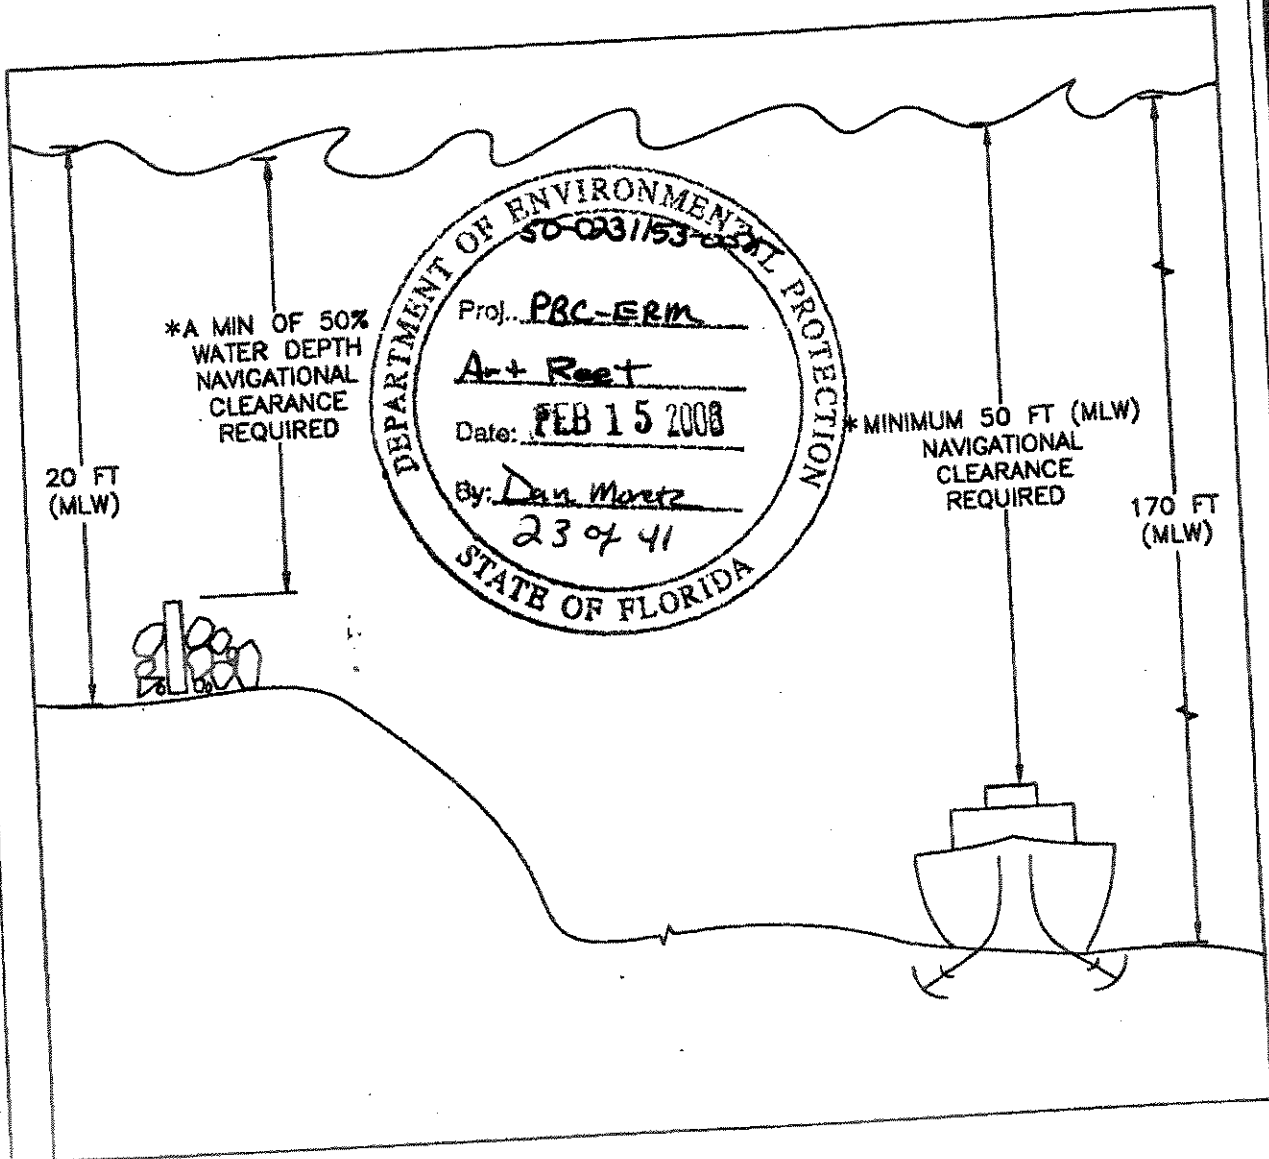 *A MIN OF 50%
WATER DEPTH
NAVIGATIONAL
CLEARANCE
REQUIRED
20 FT
(MLW)
DEPARTMENT OF ENVIRONMENTAL PROTECTION
STATE OF FLORIDA
50-0231153-
Proj.. PBC-ERM
Art Reef
Date: FEB 15 2008
By: Dan Moretz
23 of 41
*MINIMUM 50 FT (MLW)
NAVIGATIONAL
CLEARANCE
REQUIRED
170 FT
(MLW)